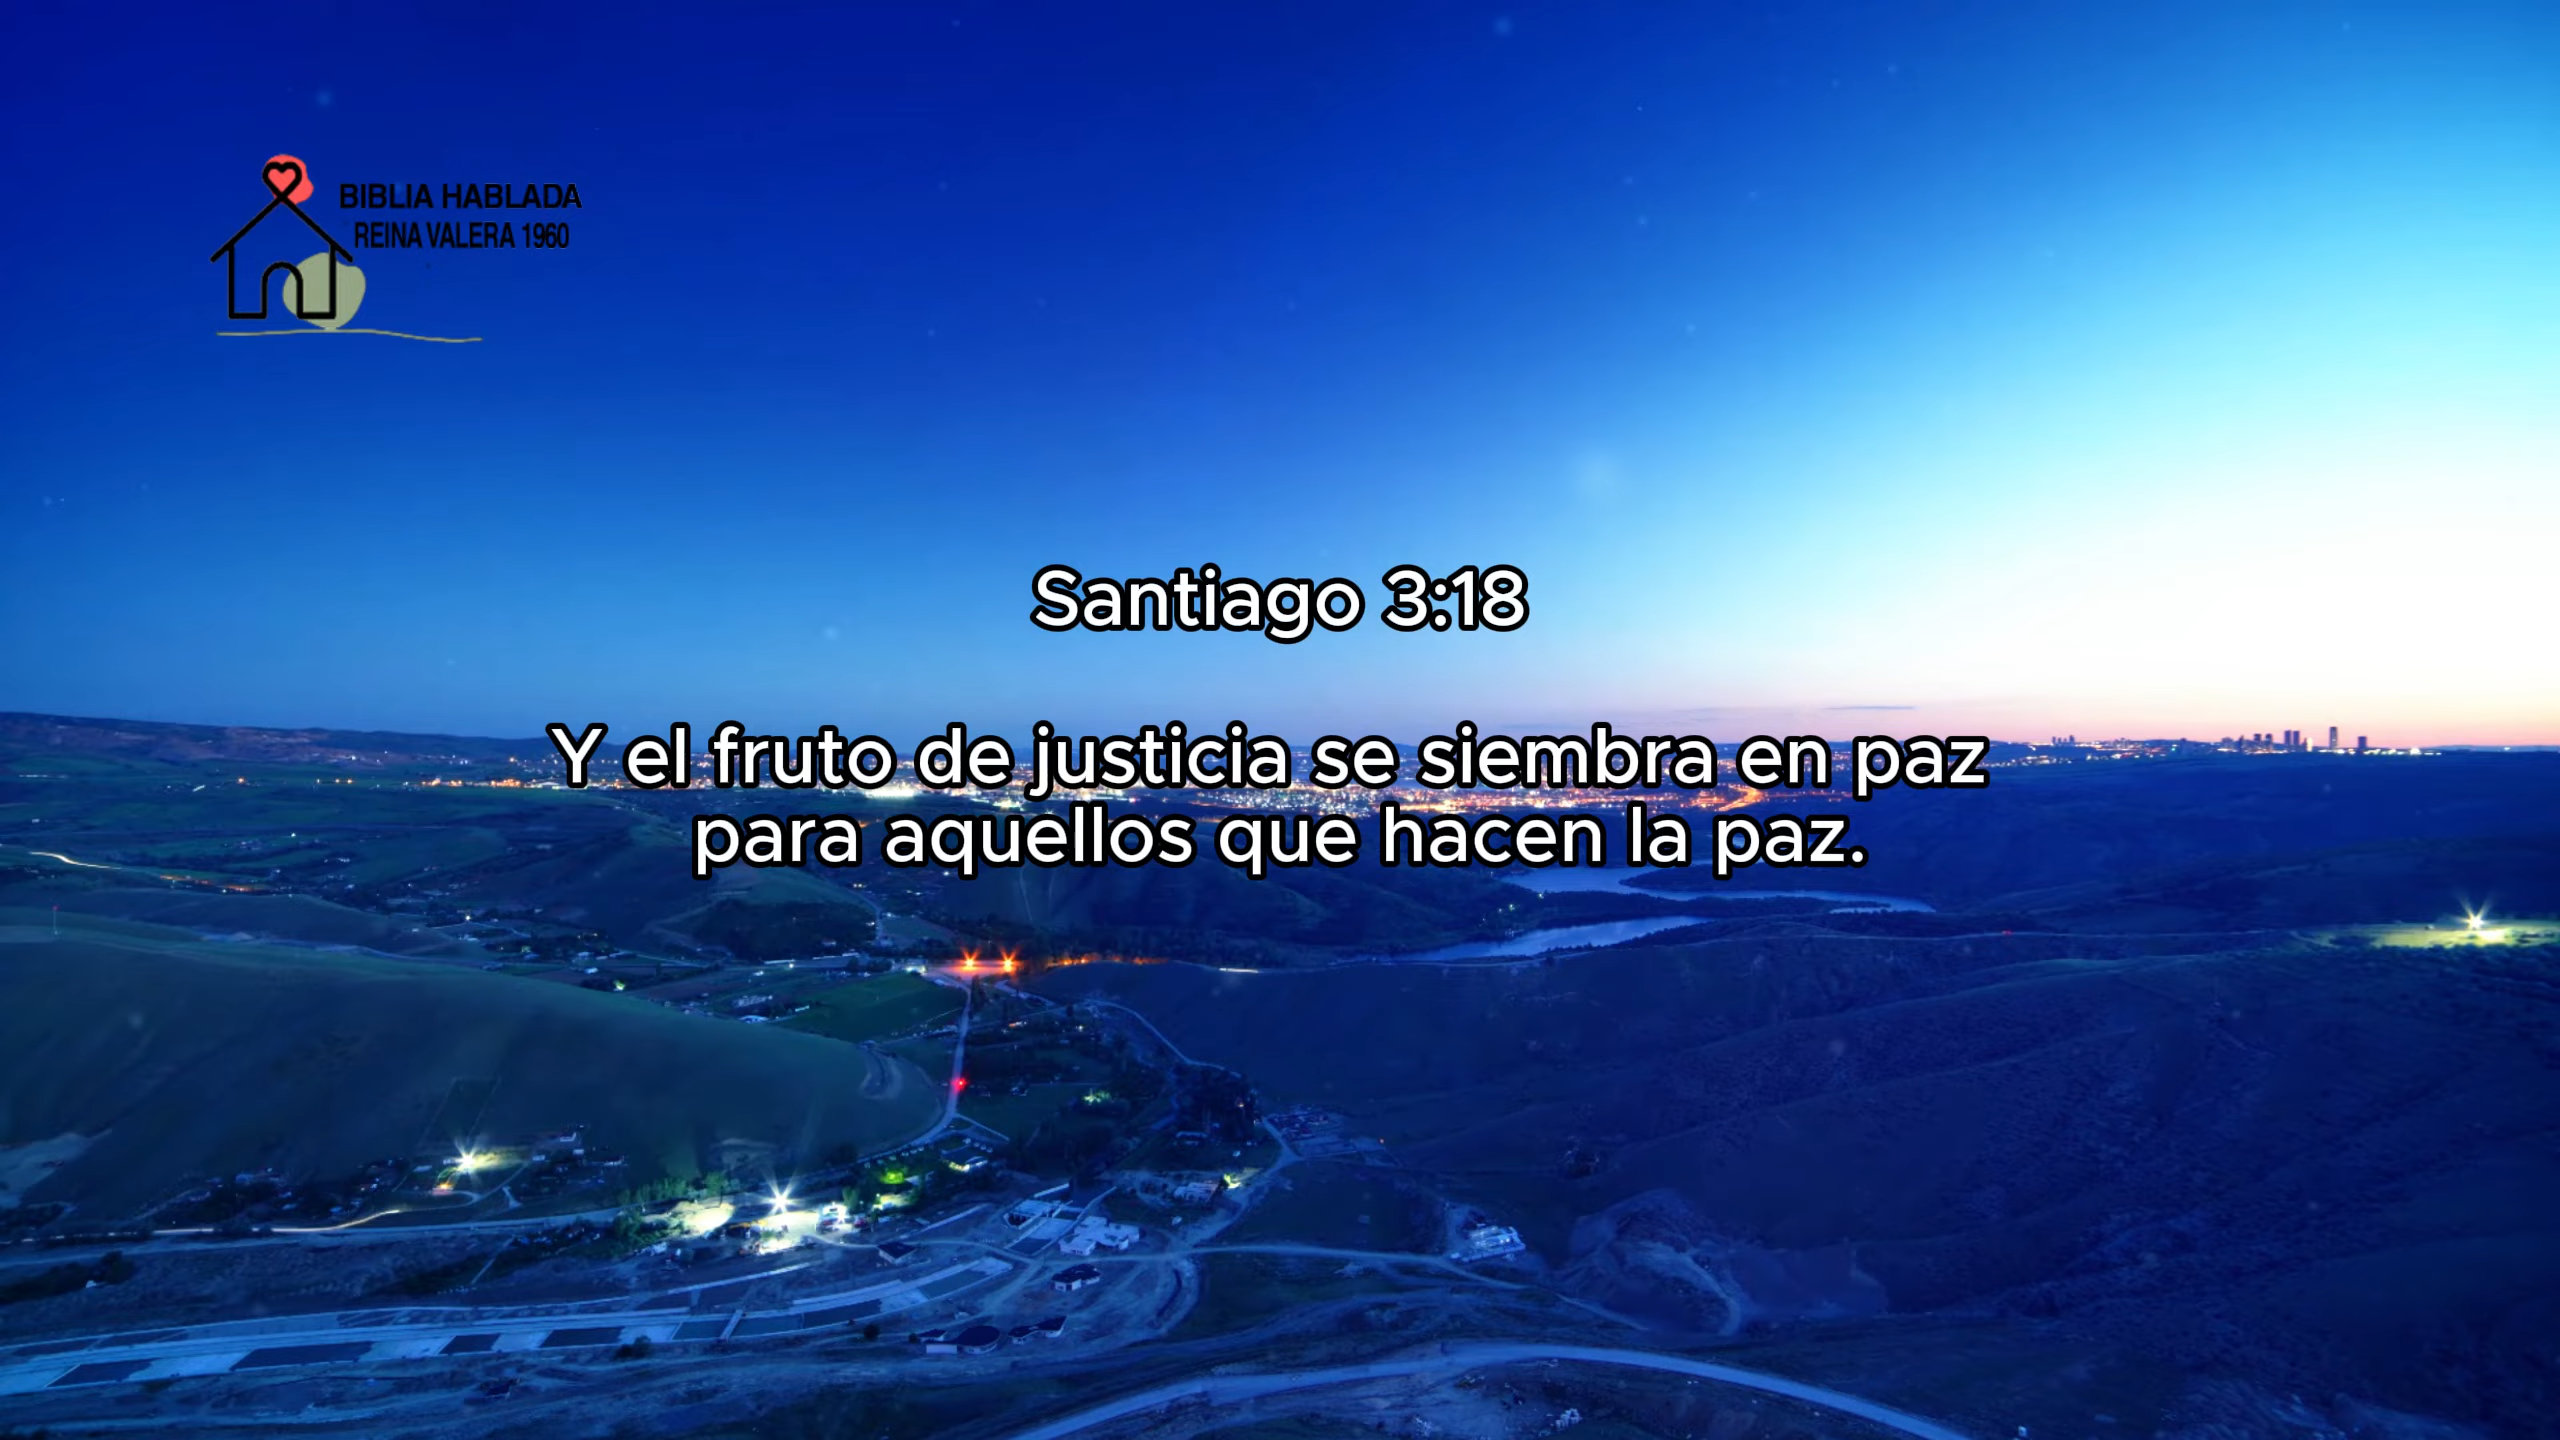 BIBLIA HABLADA
REINA VALERA 1960
Santiago 3:18
Y el fruto de justicia se siembra en paz
para aquellos que hacen la paz.